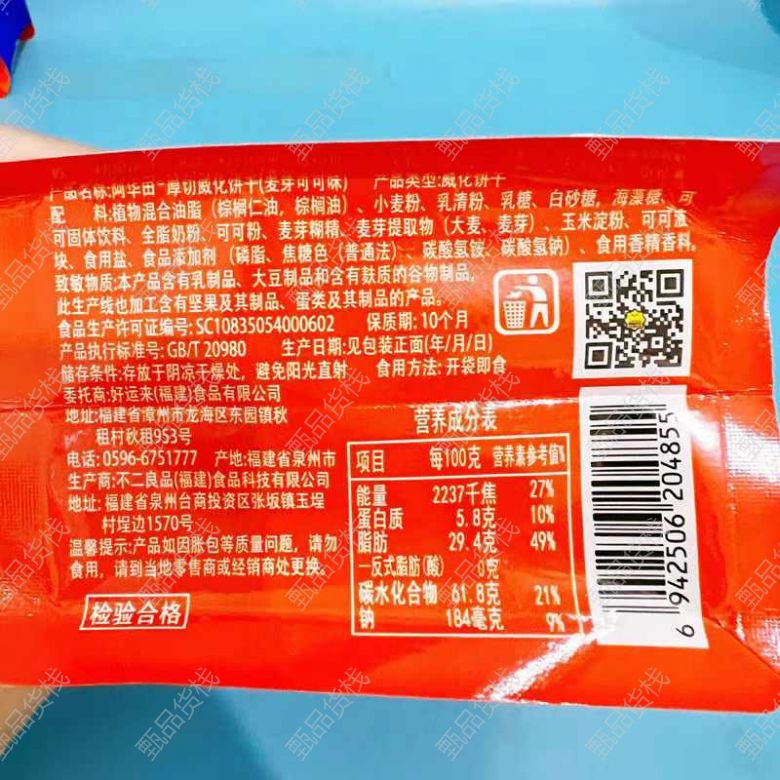 产品名称:阿华田®厚切威化饼干(麦芽可可味) 产品类型:威化饼干
配 料:植物混合油脂（棕榈仁油，棕榈油）、小麦粉、乳清粉、乳糖、白砂糖，海藻糖、可
可固体饮料、全脂奶粉、可可粉、麦芽糊精、麦芽提取物（大麦、麦芽）、玉米淀粉、可可液
块、食用盐、食品添加剂（磷脂、焦糖色（普通法）、碳酸氢铵、碳酸氢钠）、食用香精香料。
致敏物质:本产品含有乳制品、大豆制品和含有麸质的谷物制品，
此生产线也加工含有坚果及其制品、蛋类及其制品的产品。
食品生产许可证编号: SC10835054000602 保质期:10个月
产品执行标准号: GB/T 20980 生产日期:见包装正面(年/月/日)
储存条件:存放于阴凉干燥处，避免阳光直射 食用方法:开袋即食
委托商:好运来(福建)食品有限公司
地址:福建省漳州市龙海区东园镇秋
租村秋租953号
电话: 0596-6751777 产地:福建省泉州市
生产商:不二良品(福建)食品科技有限公司
地址:福建省泉州台商投资区张坂镇玉埕
村埕边1570号
温馨提示:产品如因胀包等质量问题，请勿
食用，请到当地零售商或经销商处更换。
检验合格
营养成分表
项目 每100克 营养素参考值%
能量 2237千焦 27%
蛋白质 5.8克 10%
脂肪 29.4克 49%
—反式脂肪(酸) 0克
碳水化合物 61.8克 21%
钠 184毫克 9%
6 942506 204855
甄品货栈